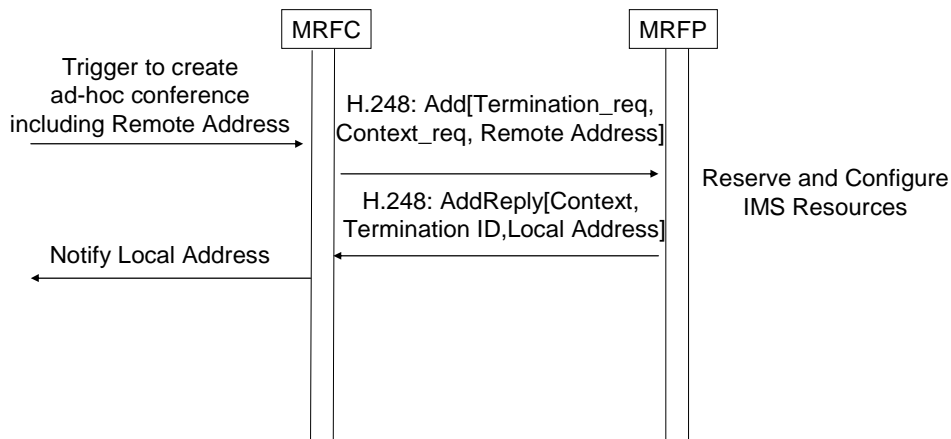 MRFC
MRFP
Trigger to create
ad-hoc conference
including Remote Address
H.248: Add[Termination_req,
Context_req, Remote Address]
Reserve and Configure
IMS Resources
H.248: AddReply[Context,
Termination ID,Local Address]
Notify Local Address